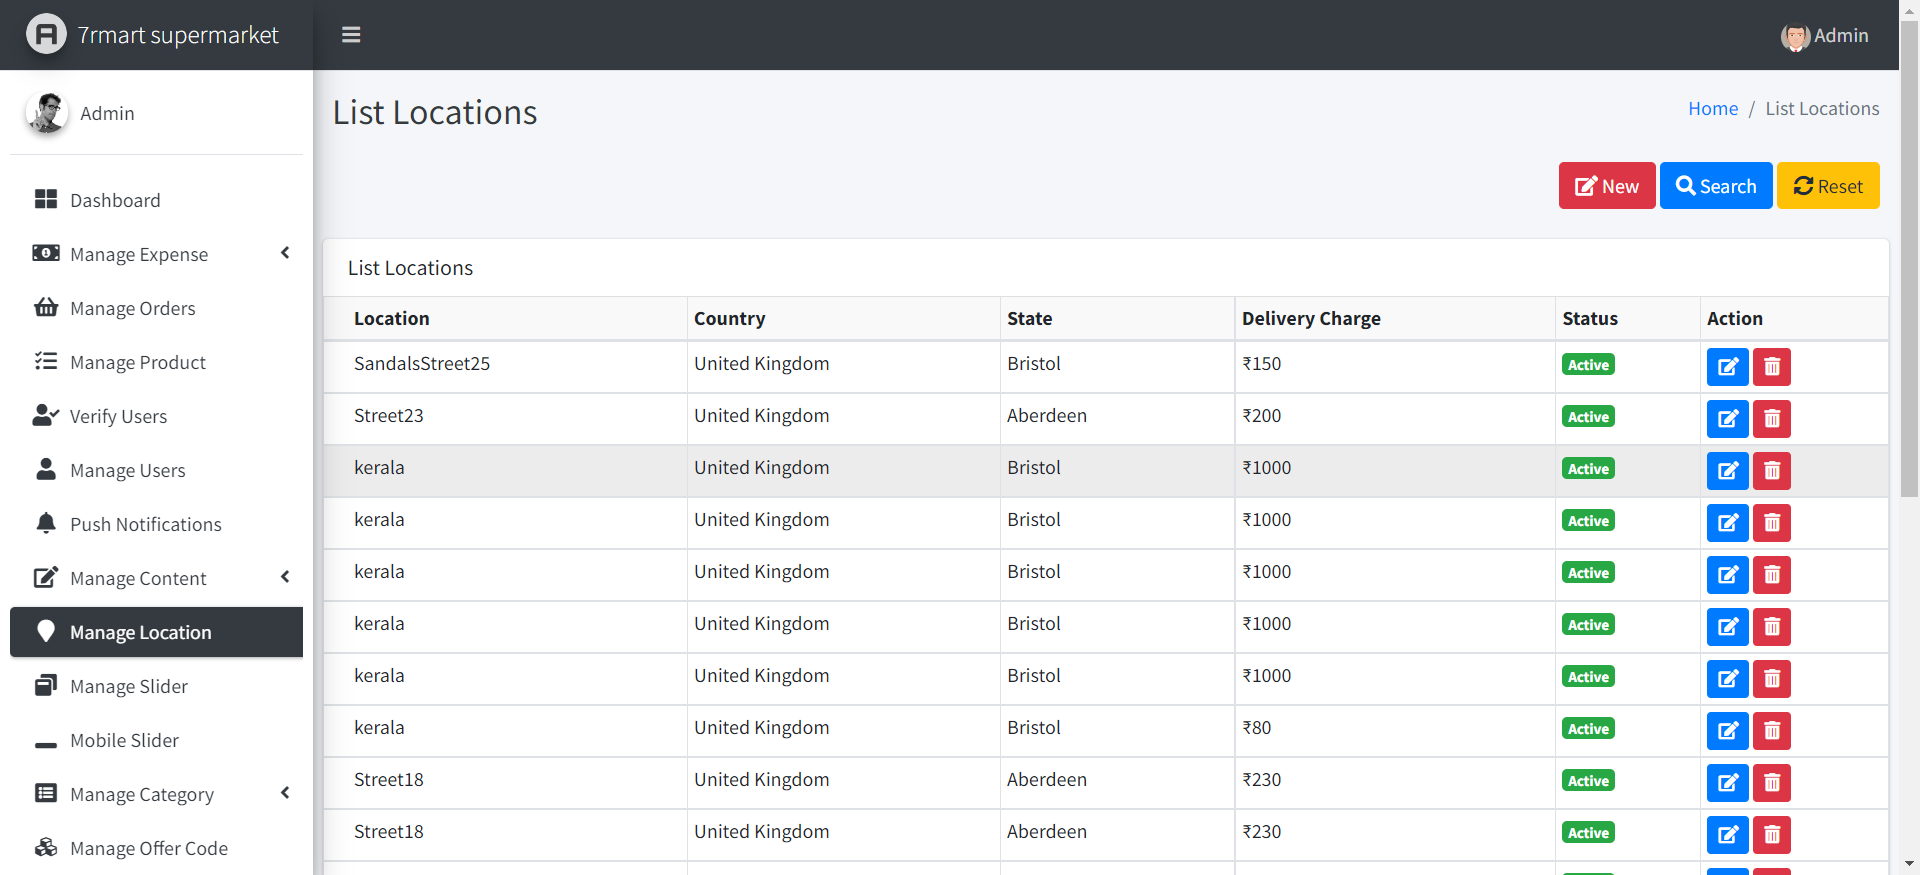 7rmart supermarket
Admin
Admin
List Locations
Home / List Locations
New Search Reset
Dashboard
Manage Expense
Manage Orders
Manage Product
Verify Users
Manage Users
Push Notifications
Manage Content
Manage Location
Manage Slider
Mobile Slider
Manage Category
Manage Offer Code
List Locations
Location Country State Delivery Charge Status Action
SandalsStreet25 United Kingdom Bristol ₹150 Active
Street23 United Kingdom Aberdeen ₹200 Active
kerala United Kingdom Bristol ₹1000 Active
kerala United Kingdom Bristol ₹1000 Active
kerala United Kingdom Bristol ₹1000 Active
kerala United Kingdom Bristol ₹1000 Active
kerala United Kingdom Bristol ₹1000 Active
kerala United Kingdom Bristol ₹80 Active
Street18 United Kingdom Aberdeen ₹230 Active
Street18 United Kingdom Aberdeen ₹230 Active